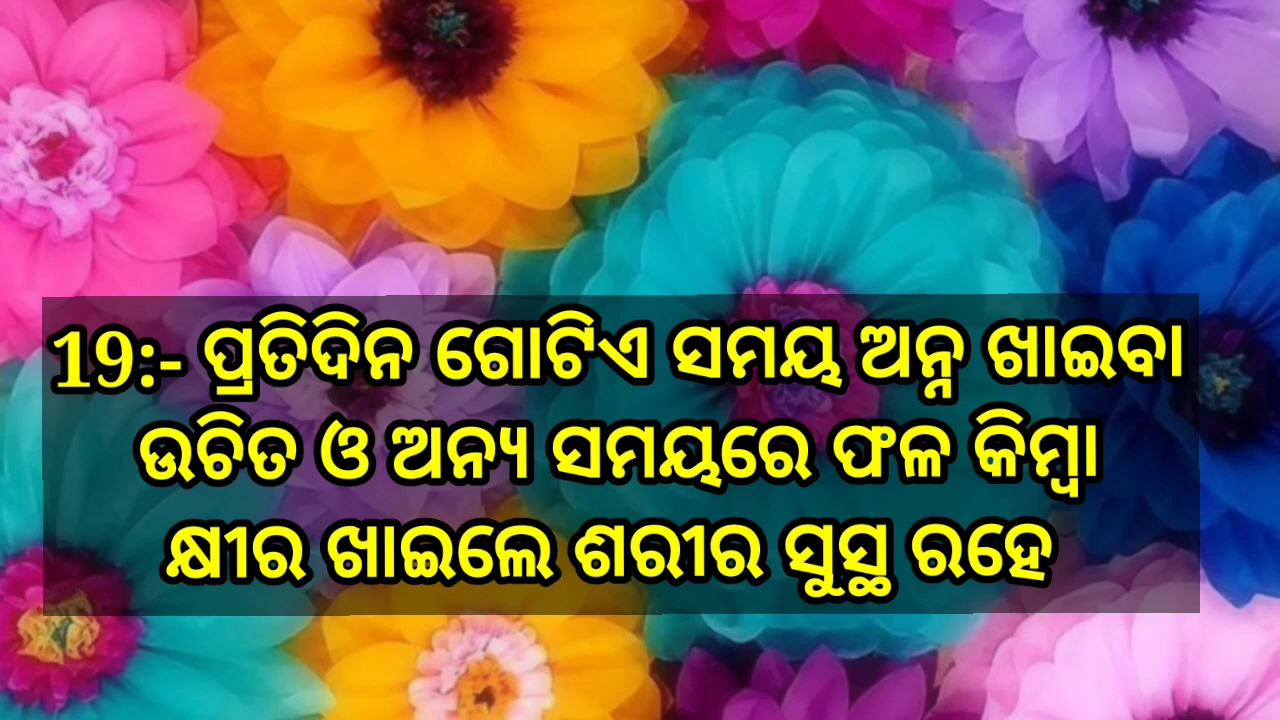 19:- ପ୍ରତିଦିନ ଗୋଟିଏ ସମୟ ଅନ୍ନ ଖାଇବା
ଉଚିତ ଓ ଅନ୍ୟ ସମୟରେ ଫଳ କିମ୍ବା
କ୍ଷୀର ଖାଇଲେ ଶରୀର ସୁସ୍ଥ ରହେ